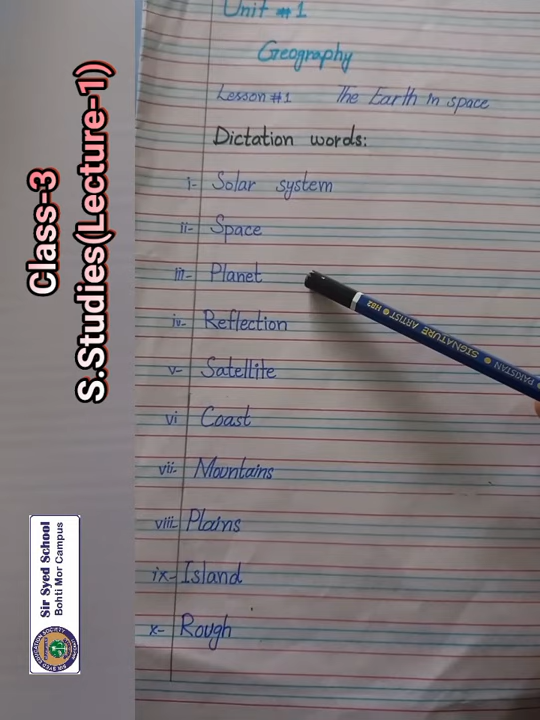 Class-3
S.Studies(Lecture-1)
Sir Syed School
Bohti Mor Campus
Unit #1
Geography
Lesson #1 The Earth in space
Dictation words:
i- Solar system
ii- Space
iii- Planet
iv- Reflection
v- Satellite
vi Coast
vii- Mountains
viii- Plains
ix- Island
x- Rough
PAKISTAN SIGNATURE ARTIST HB2